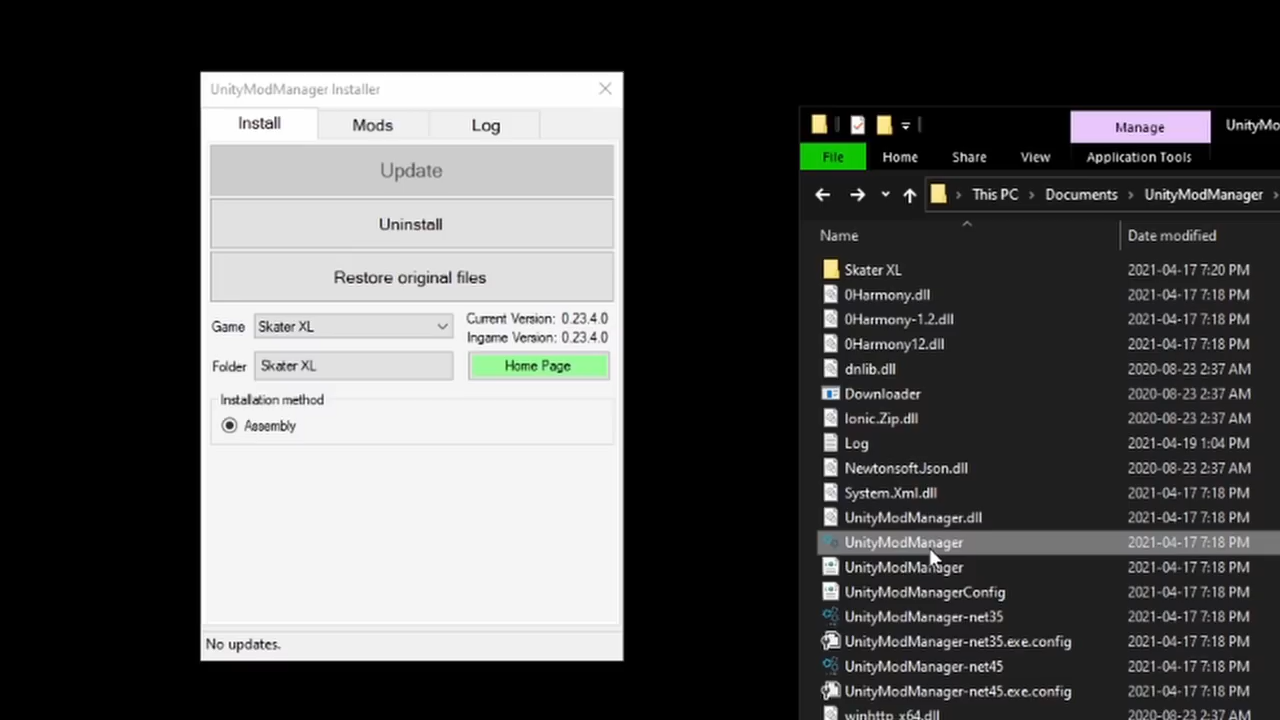 UnityModManager Installer
Install
Mods
Log
Update
Uninstall
Restore original files
Game
Skater XL
Current Version: 0.23.4.0
Ingame Version: 0.23.4.0
Folder
Skater XL
Home Page
Installation method
Assembly
No updates.
Manage
UnityMo
File
Home
Share
View
Application Tools
This PC
Documents
UnityModManager
Name
Date modified
Skater XL 2021-04-17 7:20 PM
0Harmony.dll 2021-04-17 7:18 PM
0Harmony-1.2.dll 2021-04-17 7:18 PM
0Harmony12.dll 2021-04-17 7:18 PM
dnlib.dll 2020-08-23 2:37 AM
Downloader 2020-08-23 2:37 AM
Ionic.Zip.dll 2020-08-23 2:37 AM
Log 2021-04-19 1:04 PM
Newtonsoft.Json.dll 2020-08-23 2:37 AM
System.Xml.dll 2021-04-17 7:18 PM
UnityModManager.dll 2021-04-17 7:18 PM
UnityModManager 2021-04-17 7:18 PM
UnityModManager 2021-04-17 7:18 PM
UnityModManagerConfig 2021-04-17 7:18 PM
UnityModManager-net35 2021-04-17 7:18 PM
UnityModManager-net35.exe.config 2021-04-17 7:18 PM
UnityModManager-net45 2021-04-17 7:18 PM
UnityModManager-net45.exe.config 2021-04-17 7:18 PM
winhttp_x64.dll 2020-08-23 2:37 AM